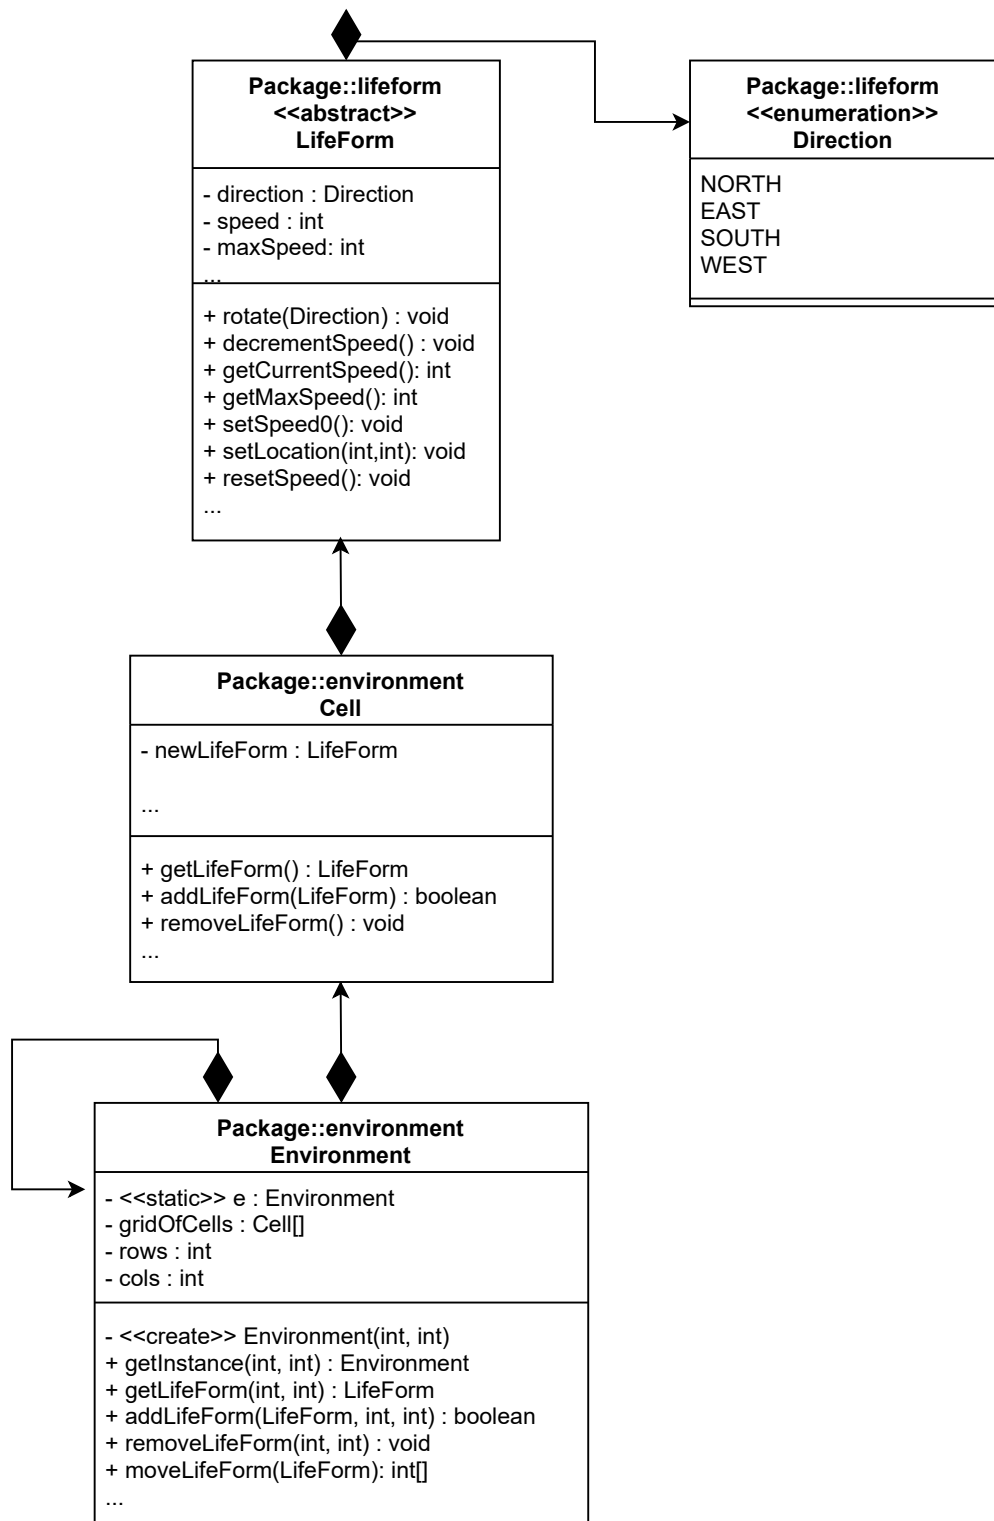 Package::lifeform
<<abstract>>
LifeForm
- direction : Direction
- speed : int
- maxSpeed: int
...
+ rotate(Direction) : void
+ decrementSpeed() : void
+ getCurrentSpeed(): int
+ getMaxSpeed(): int
+ setSpeed0(): void
+ setLocation(int,int): void
+ resetSpeed(): void
...
Package::lifeform
<<enumeration>>
Direction
NORTH
EAST
SOUTH
WEST
Package::environment
Cell
- newLifeForm : LifeForm
...
+ getLifeForm() : LifeForm
+ addLifeForm(LifeForm) : boolean
+ removeLifeForm() : void
...
Package::environment
Environment
- <<static>> e : Environment
- gridOfCells : Cell[]
- rows : int
- cols : int
- <<create>> Environment(int, int)
+ getInstance(int, int) : Environment
+ getLifeForm(int, int) : LifeForm
+ addLifeForm(LifeForm, int, int) : boolean
+ removeLifeForm(int, int) : void
+ moveLifeForm(LifeForm): int[]
...